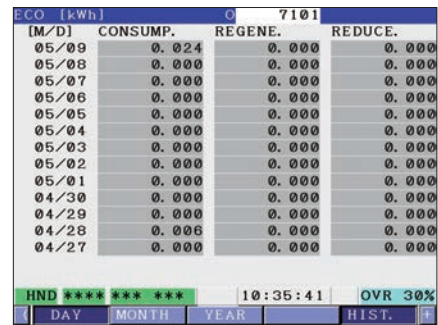 ECO [kWh] O 7101
[M/D] CONSUMP. REGENE. REDUCE.
05/09 0.024 0.000 0.000
05/08 0.000 0.000 0.000
05/07 0.000 0.000 0.000
05/06 0.000 0.000 0.000
05/05 0.000 0.000 0.000
05/04 0.000 0.000 0.000
05/03 0.000 0.000 0.000
05/02 0.000 0.000 0.000
05/01 0.000 0.000 0.000
04/30 0.000 0.000 0.000
04/29 0.000 0.000 0.000
04/28 0.006 0.000 0.000
04/27 0.000 0.000 0.000
HND **** *** *** 10:35:41 OVR 30%
( DAY MONTH YEAR HIST. +